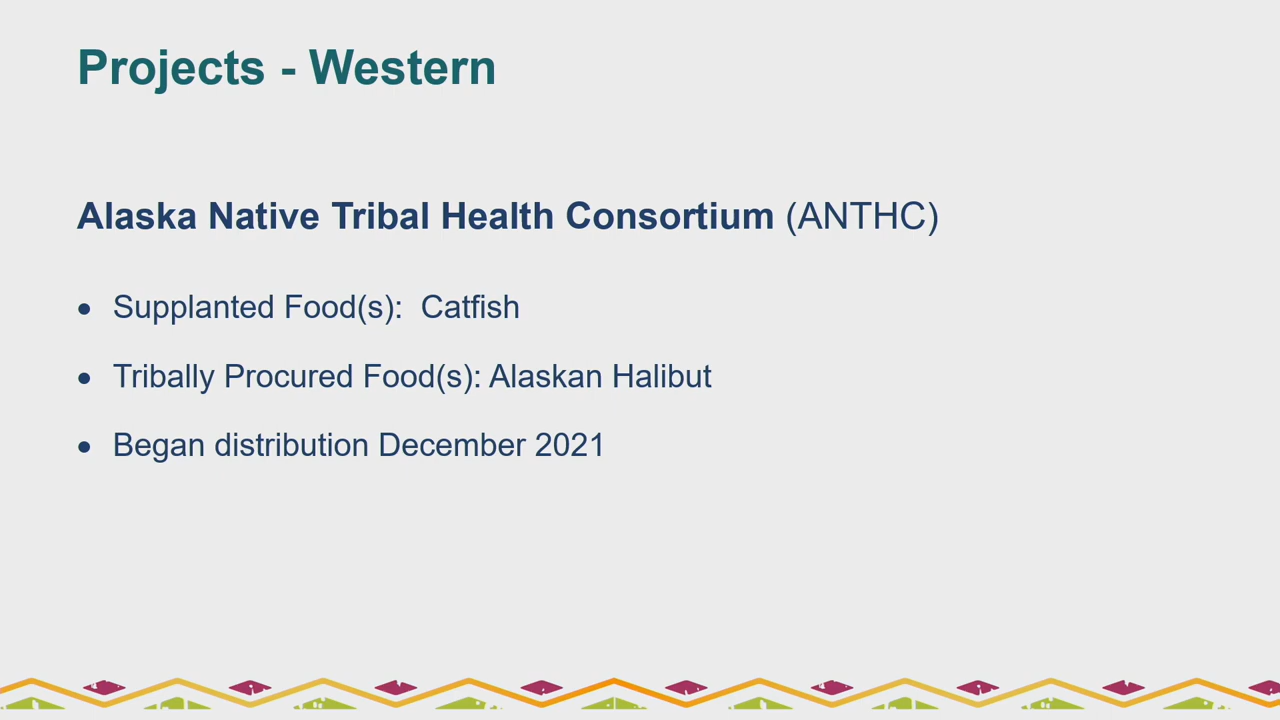 Projects - Western
Alaska Native Tribal Health Consortium (ANTHC)
• Supplanted Food(s):  Catfish
• Tribally Procured Food(s): Alaskan Halibut
• Began distribution December 2021